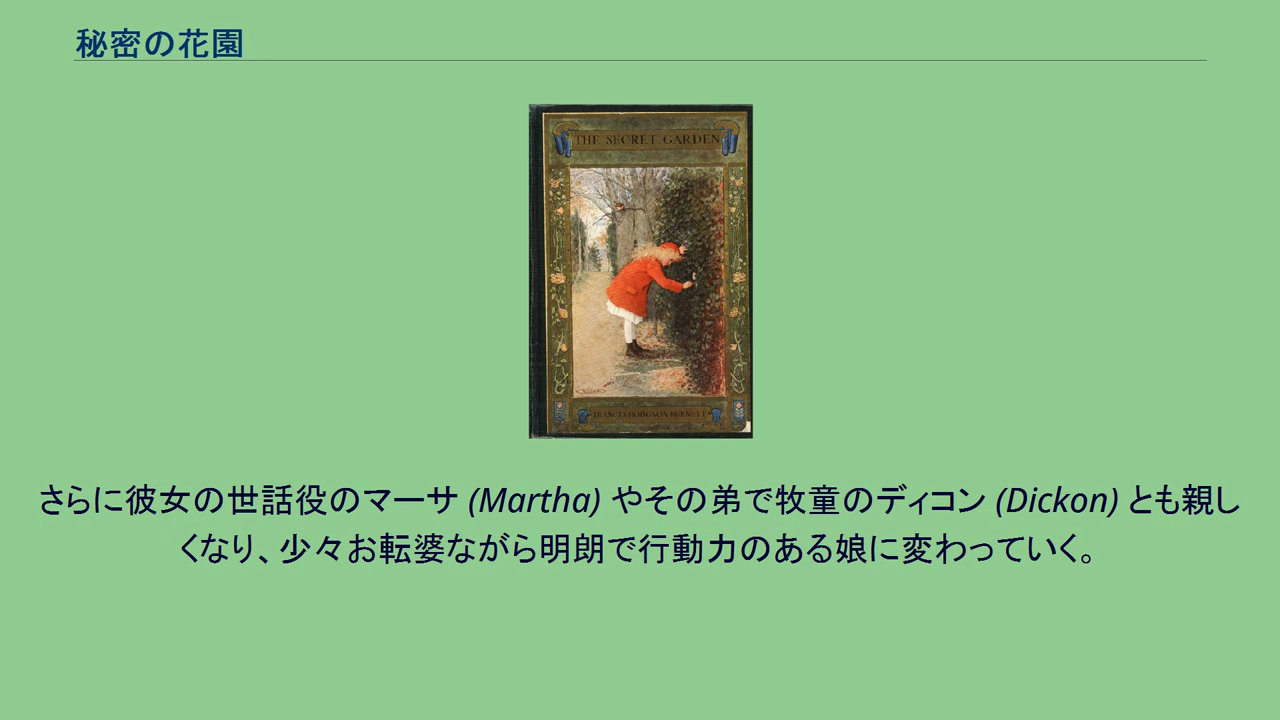 秘密の花園
THE SECRET GARDEN
FRANCES HODGSON BURNETT
さらに彼女の世話役のマーサ (Martha) やその弟で牧童のディコン (Dickon) とも親し
くなり、少々お転婆ながら明朗で行動力のある娘に変わっていく。